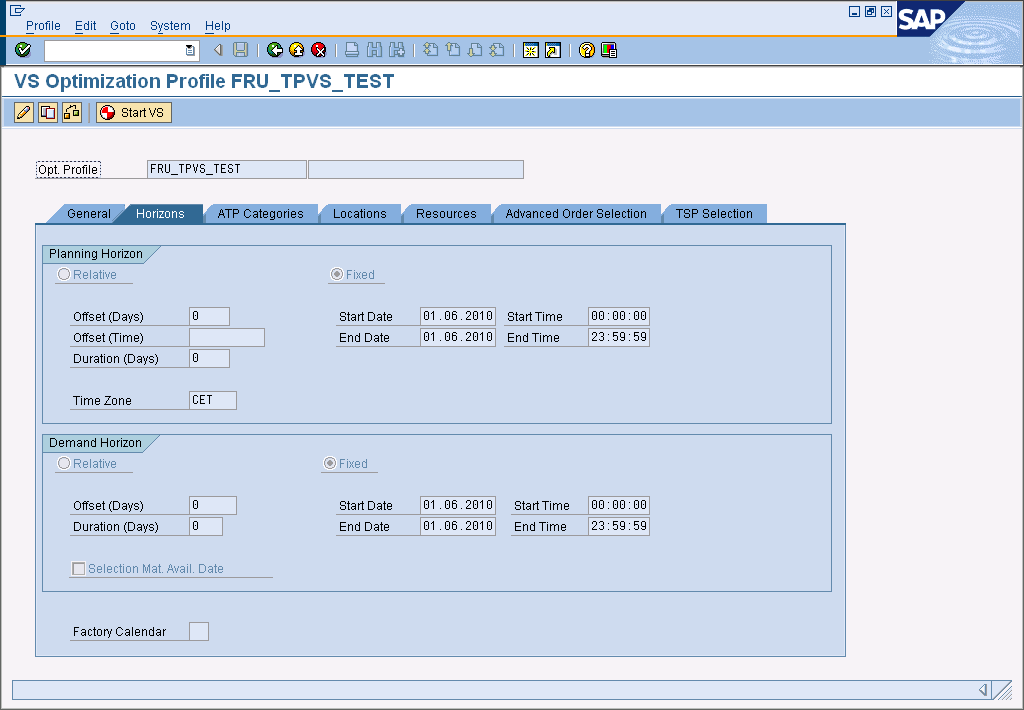 Profile Edit Goto System Help
SAP
VS Optimization Profile FRU_TPVS_TEST
Start VS
Opt. Profile FRU_TPVS_TEST
General Horizons ATP Categories Locations Resources Advanced Order Selection TSP Selection
Planning Horizon
Relative Fixed
Offset (Days) 0 Start Date 01.06.2010 Start Time 00:00:00
Offset (Time) End Date 01.06.2010 End Time 23:59:59
Duration (Days) 0
Time Zone CET
Demand Horizon
Relative Fixed
Offset (Days) 0 Start Date 01.06.2010 Start Time 00:00:00
Duration (Days) 0 End Date 01.06.2010 End Time 23:59:59
Selection Mat. Avail. Date
Factory Calendar